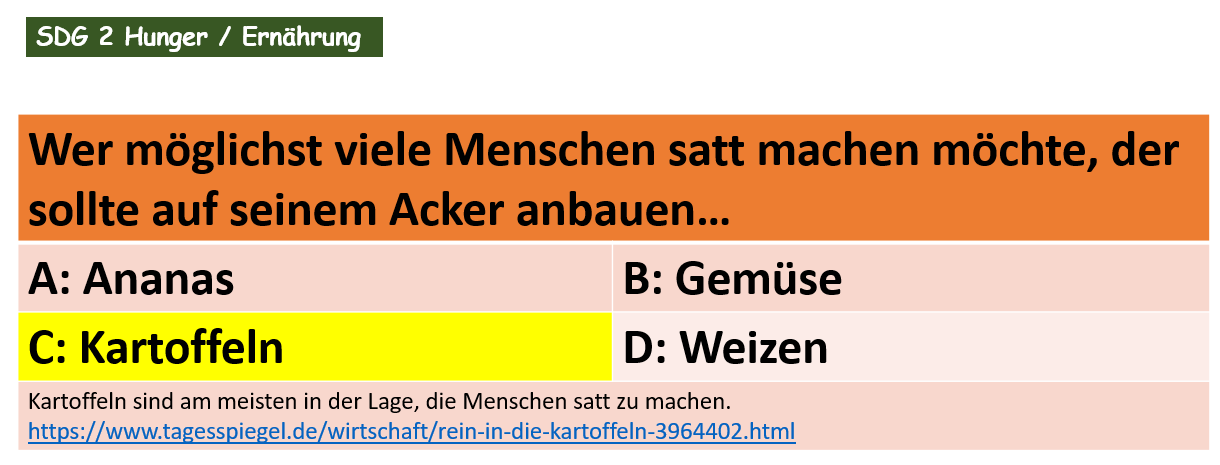 SDG 2 Hunger / Ernährung
Wer möglichst viele Menschen satt machen möchte, der
sollte auf seinem Acker anbauen…
A: Ananas
B: Gemüse
C: Kartoffeln
D: Weizen
Kartoffeln sind am meisten in der Lage, die Menschen satt zu machen.
https://www.tagesspiegel.de/wirtschaft/rein-in-die-kartoffeln-3964402.html